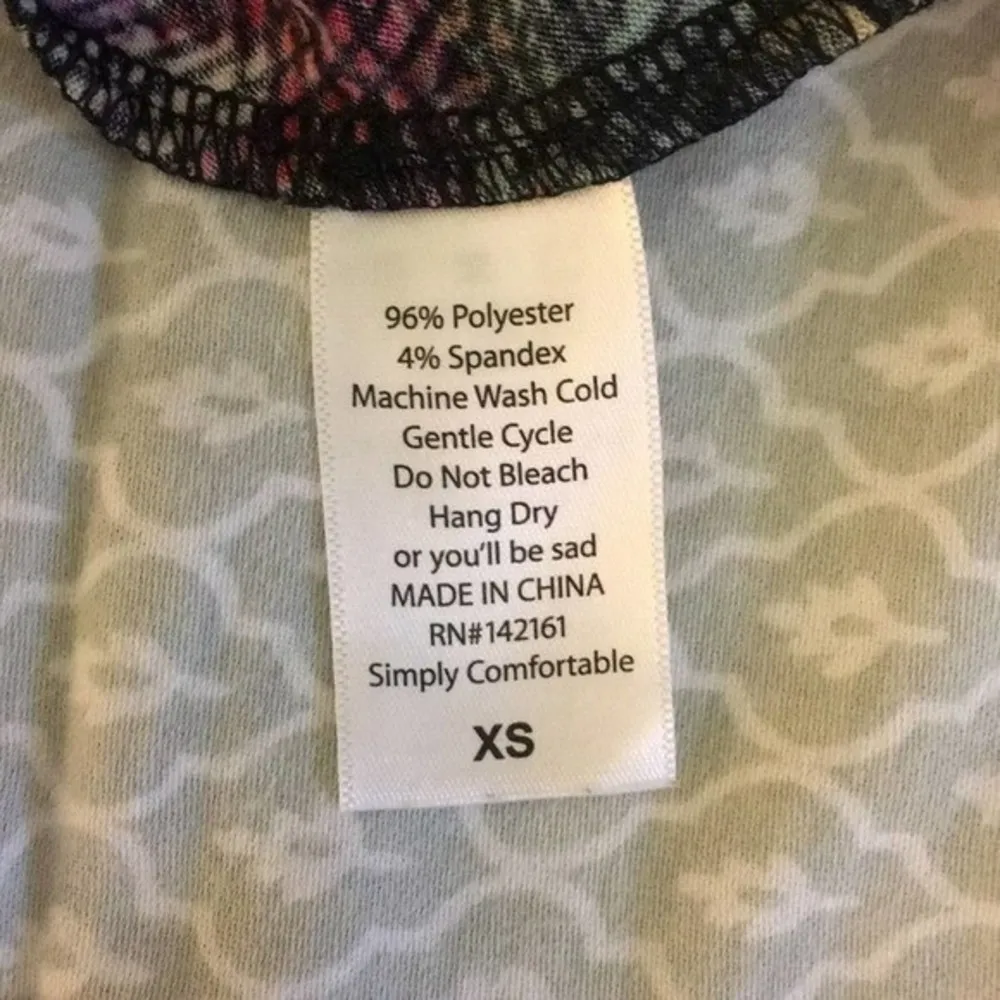 96% Polyester
4% Spandex
Machine Wash Cold
Gentle Cycle
Do Not Bleach
Hang Dry
or you'll be sad
MADE IN CHINA
RN#142161
Simply Comfortable
XS